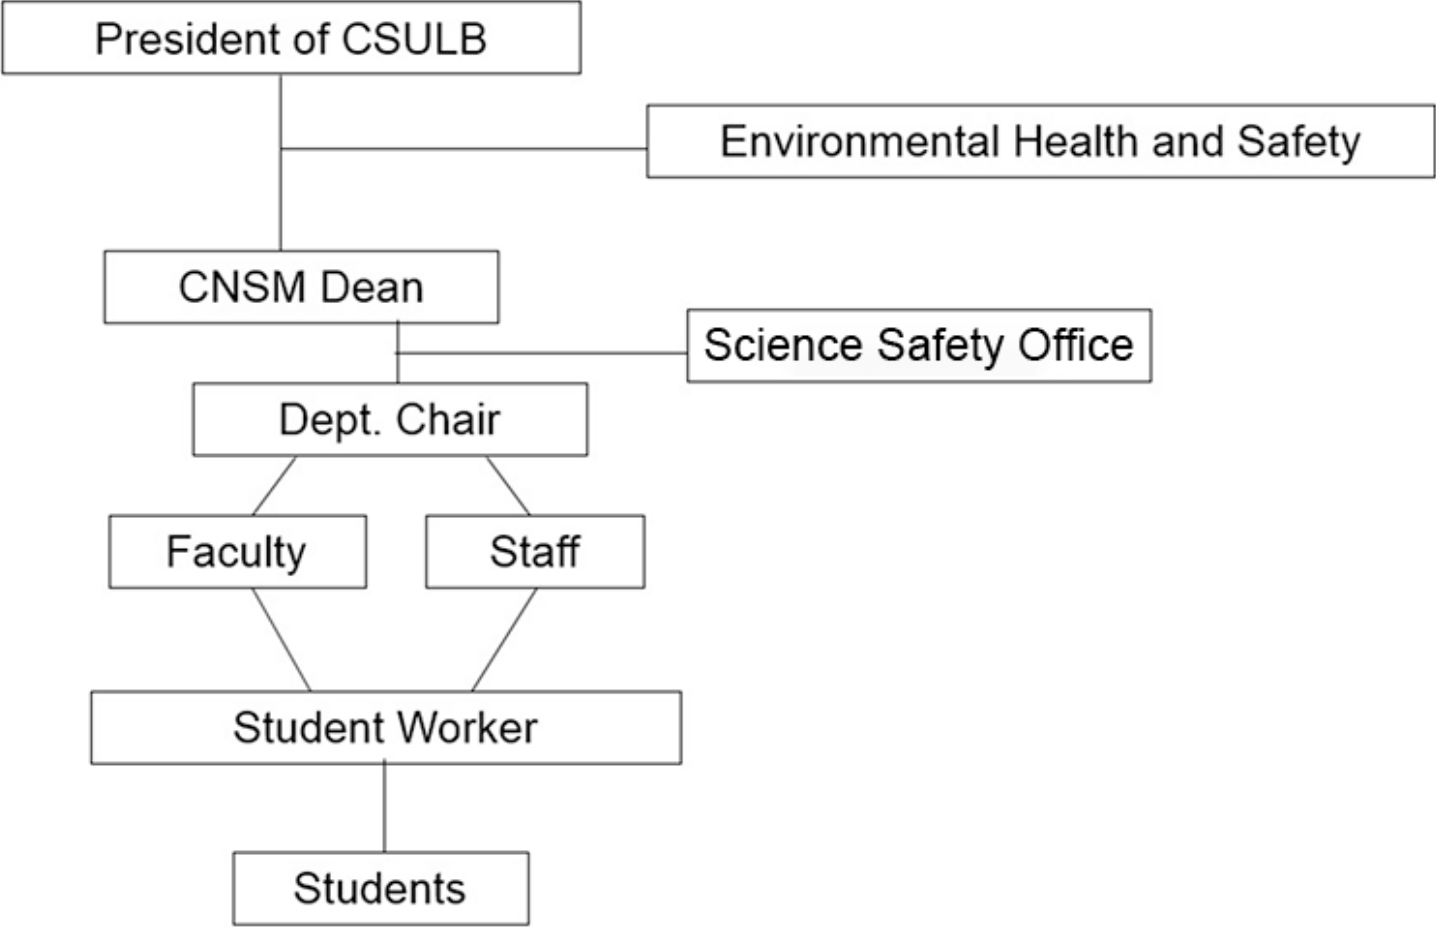 President of CSULB
Environmental Health and Safety
CNSM Dean
Science Safety Office
Dept. Chair
Faculty
Staff
Student Worker
Students